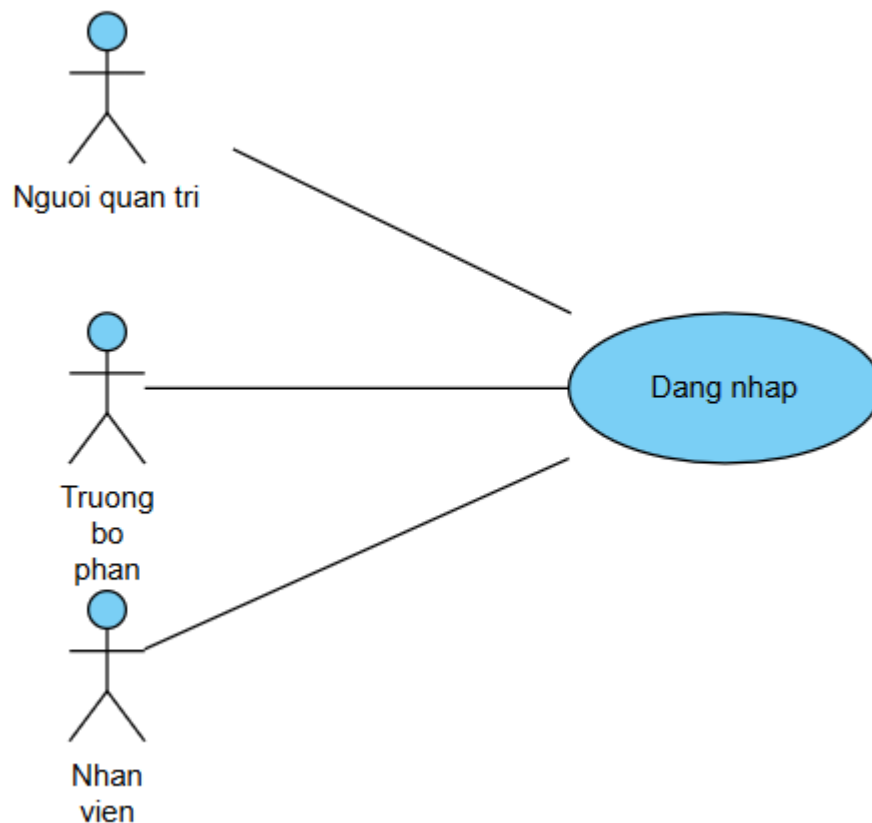 Nguoi quan tri
Dang nhap
Truong
bo
phan
Nhan
vien